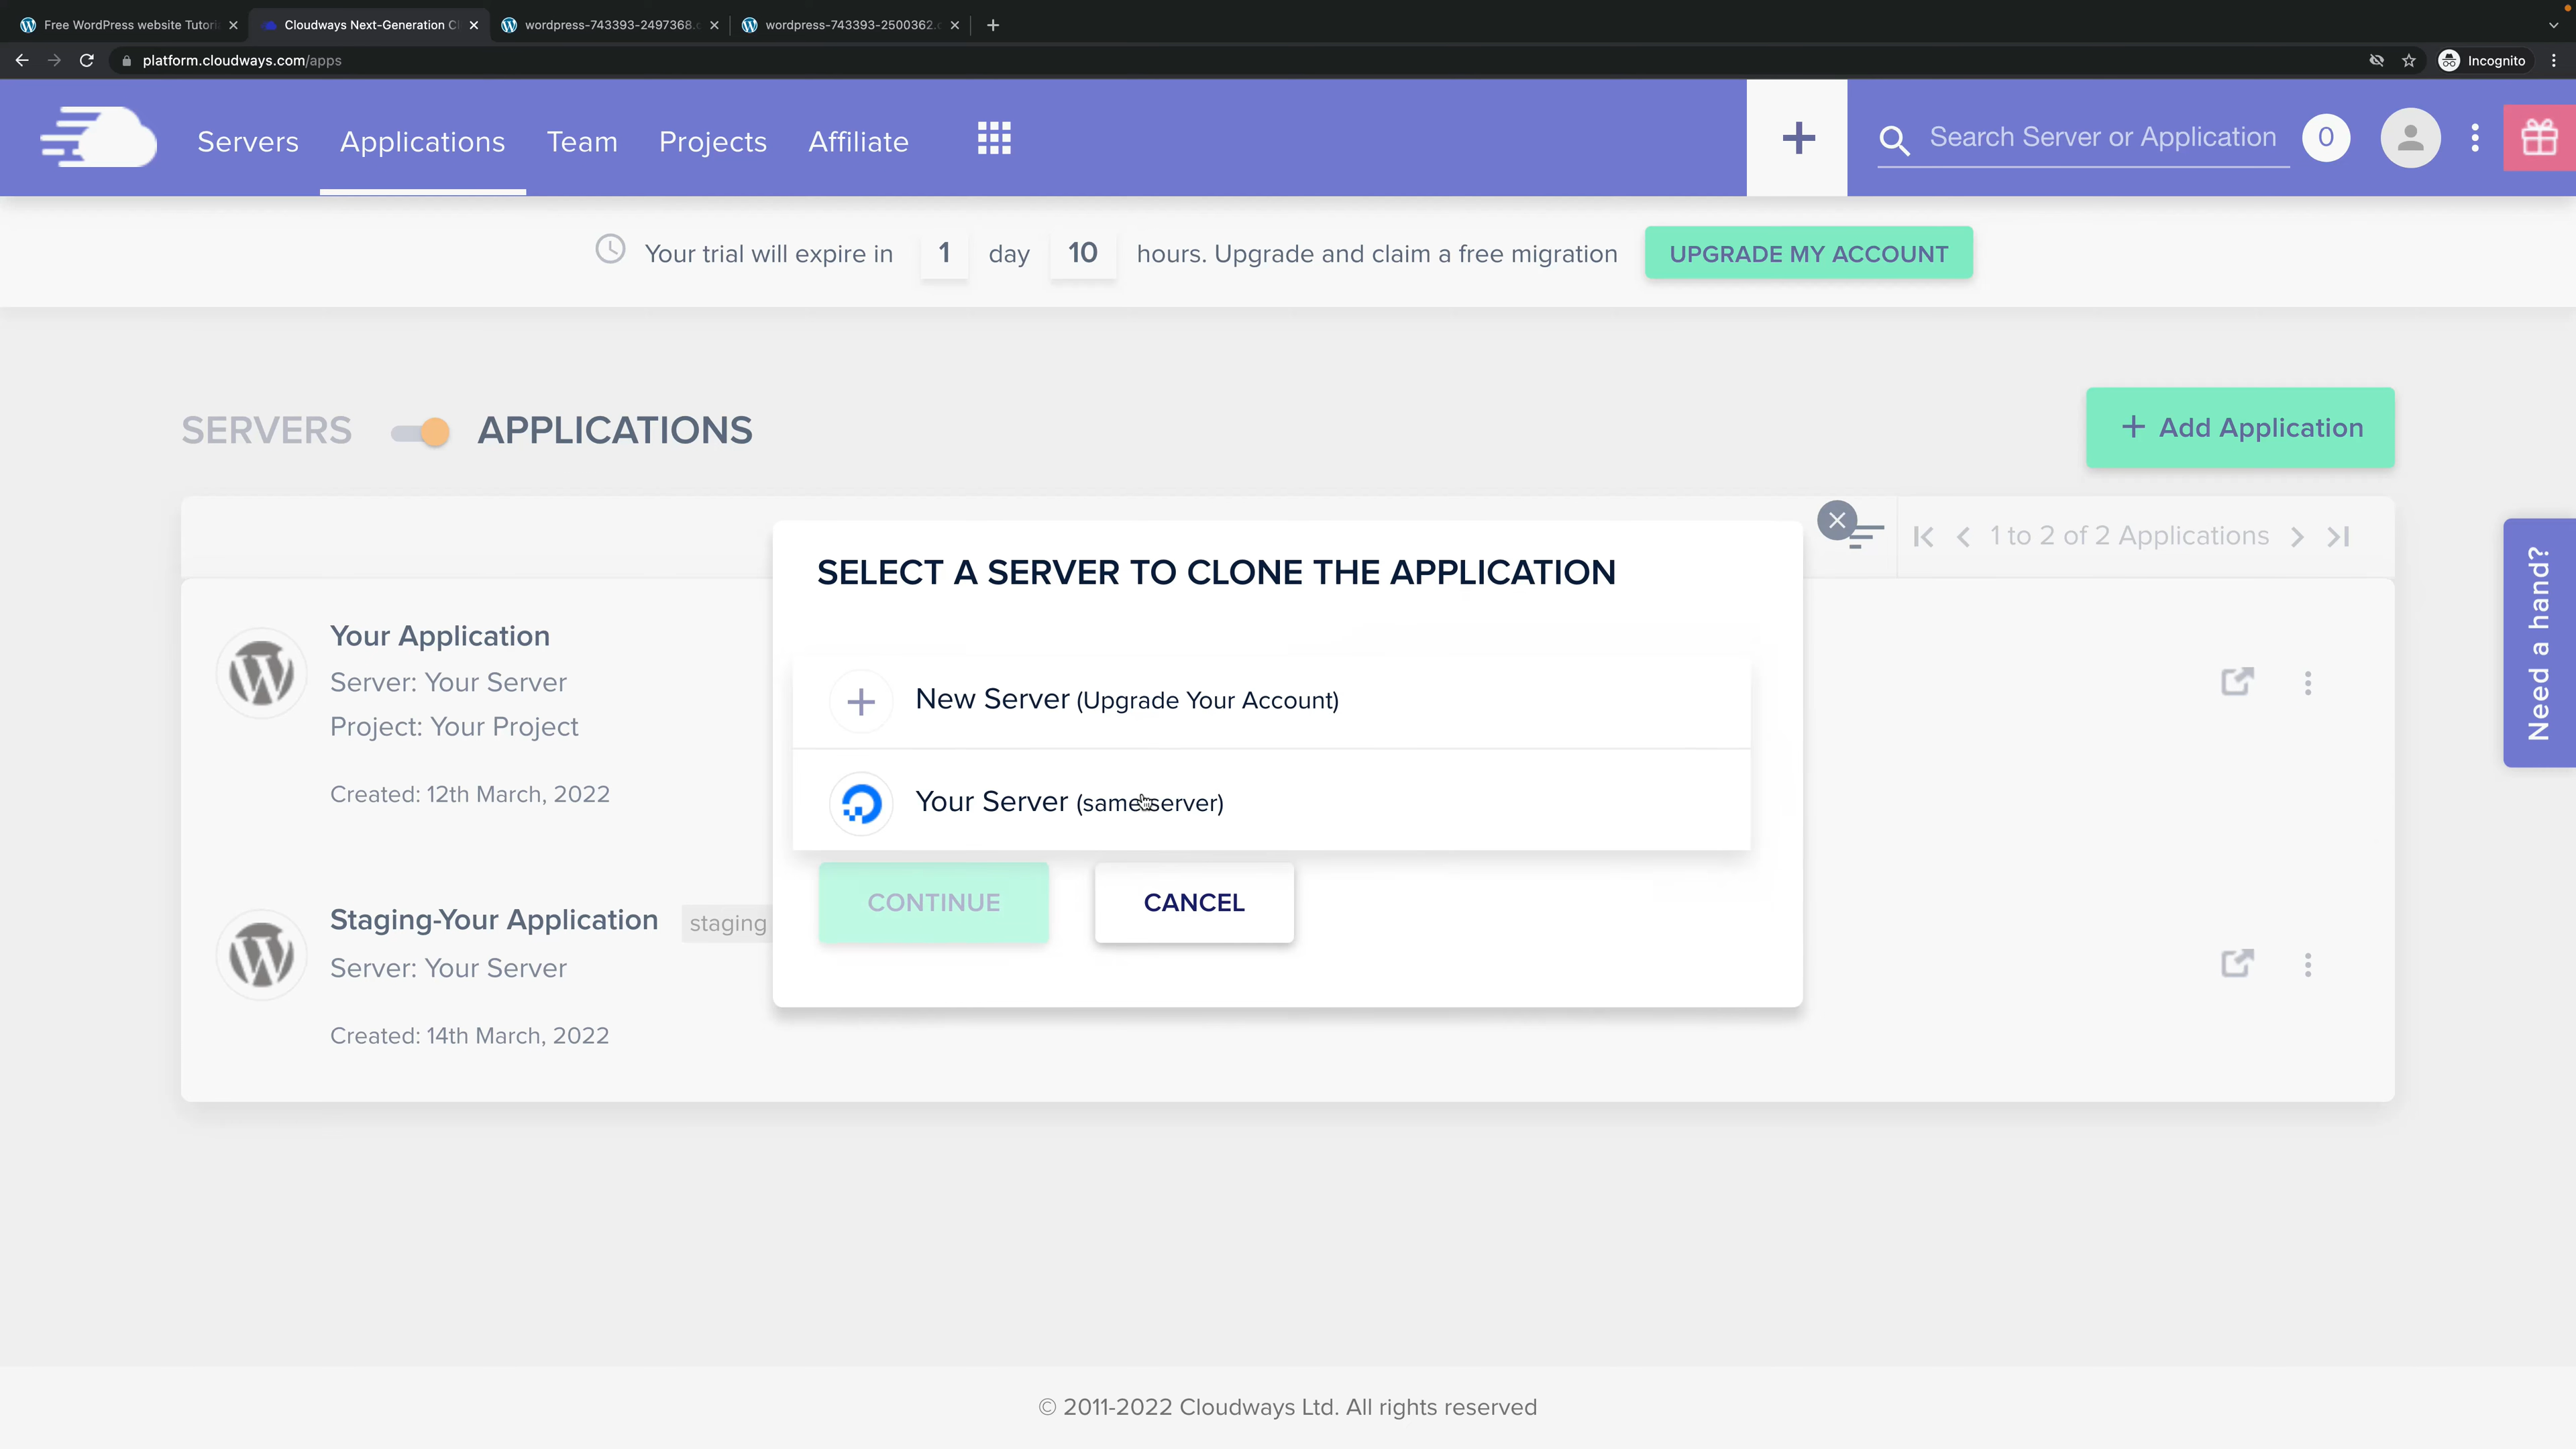 Free WordPress website Tutori
Cloudways Next-Generation C
wordpress-743393-2497368.c
wordpress-743393-2500362.c
platform.cloudways.com/apps
Incognito
Servers
Applications
Team
Projects
Affiliate
Search Server or Application
0
Your trial will expire in 1 day 10 hours. Upgrade and claim a free migration
UPGRADE MY ACCOUNT
SERVERS
APPLICATIONS
+ Add Application
1 to 2 of 2 Applications
SELECT A SERVER TO CLONE THE APPLICATION
New Server (Upgrade Your Account)
Your Server (same server)
CONTINUE
CANCEL
Your Application
Server: Your Server
Project: Your Project
Created: 12th March, 2022
Staging-Your Application
staging
Server: Your Server
Created: 14th March, 2022
Need a hand?
© 2011-2022 Cloudways Ltd. All rights reserved